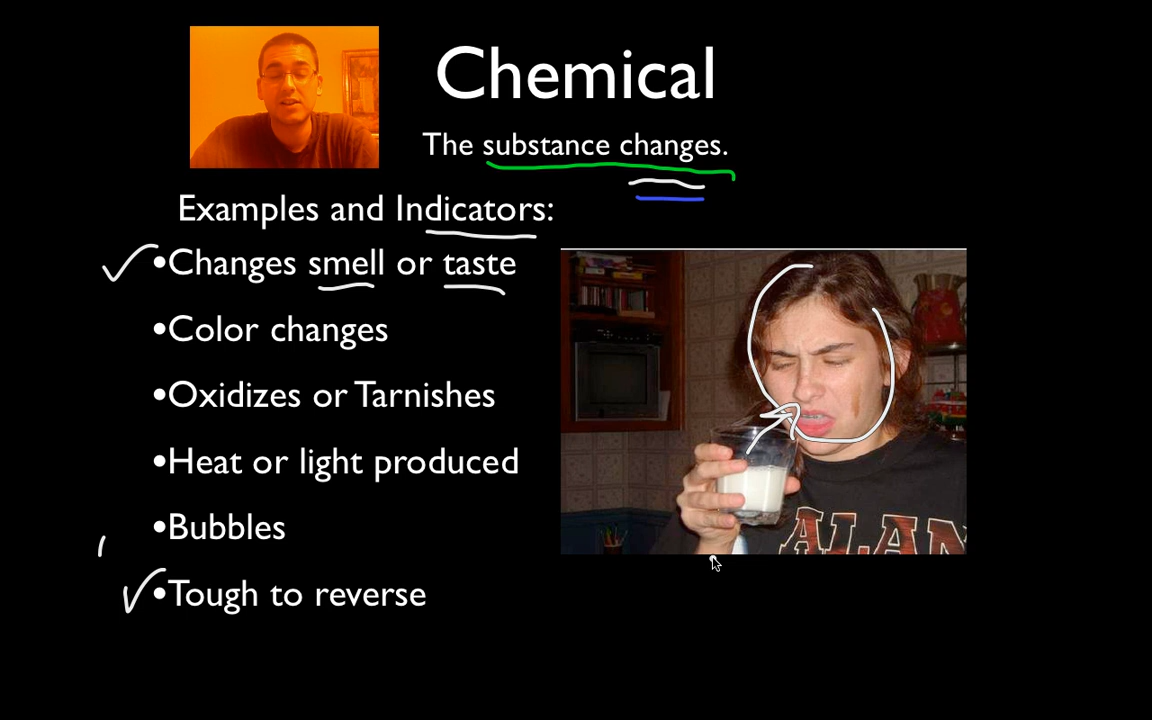 Chemical
The substance changes.
Examples and Indicators:
•Changes smell or taste
•Color changes
•Oxidizes or Tarnishes
•Heat or light produced
•Bubbles
•Tough to reverse
ALAN